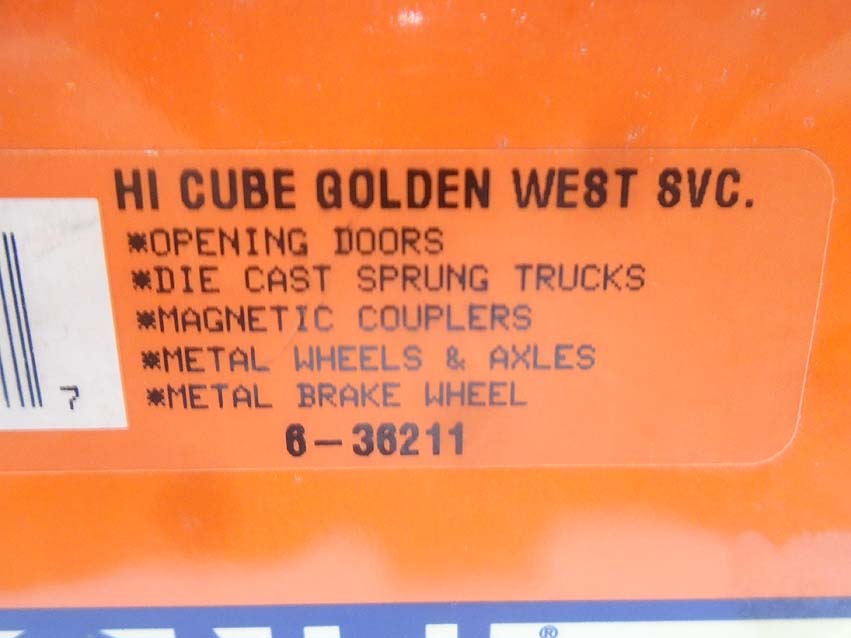 HI CUBE GOLDEN WEST SVC.
*OPENING DOORS
*DIE CAST SPRUNG TRUCKS
*MAGNETIC COUPLERS
*METAL WHEELS & AXLES
*METAL BRAKE WHEEL
7
6-36211
®